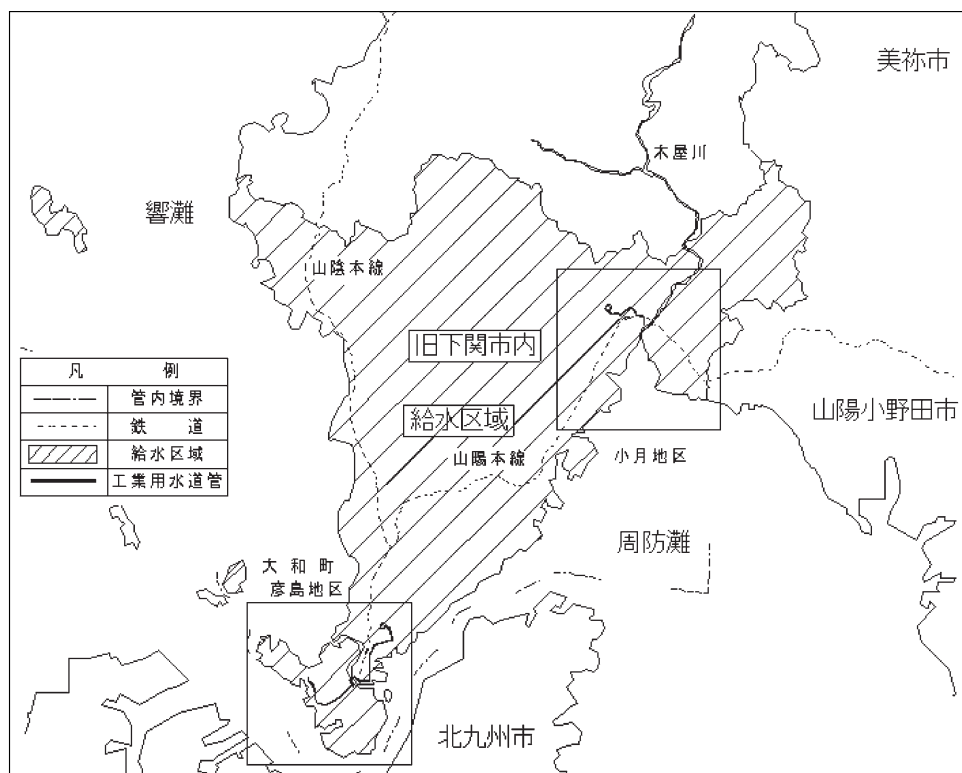 美祢市
木屋川
響灘
山陰本線
旧下関市内
給水区域
山陽本線
小月地区
山陽小野田市
凡 例
管内境界
鉄 道
給水区域
工業用水道管
周防灘
大和町
彦島地区
北九州市